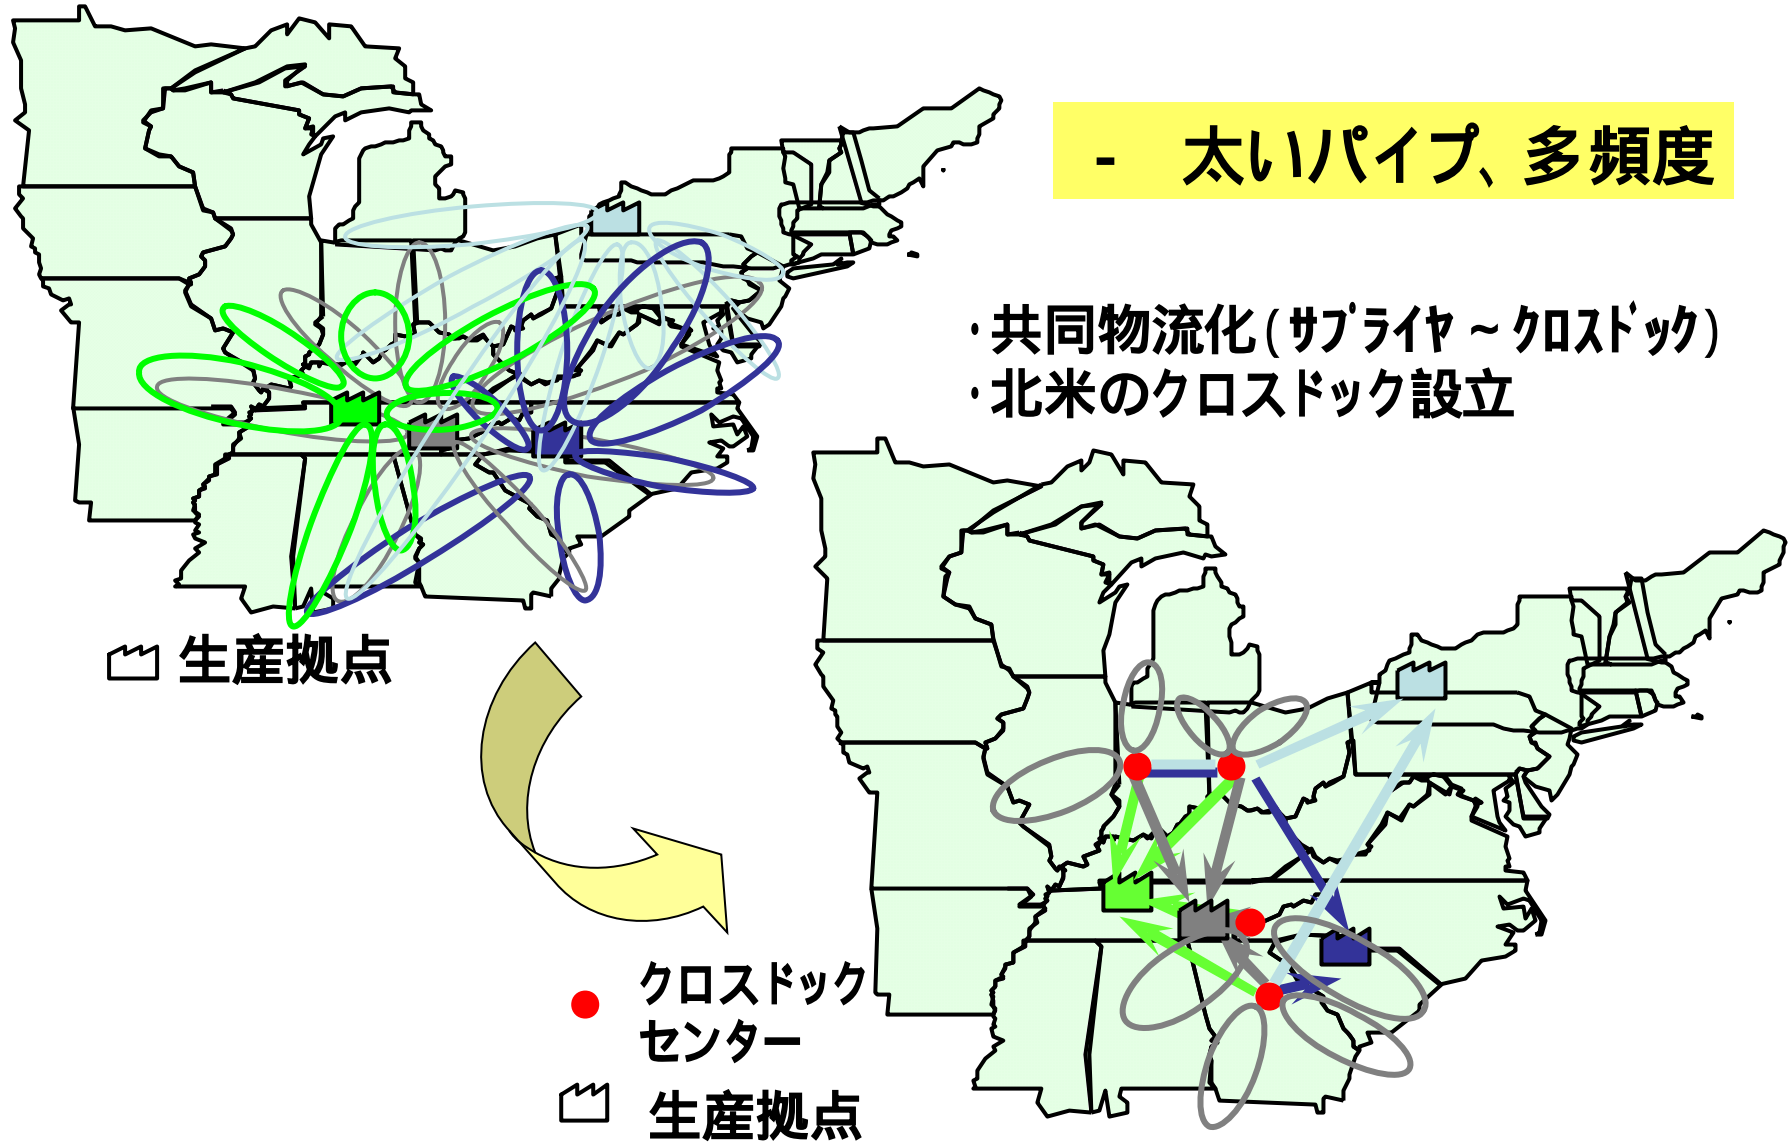 - 太いパイプ、多頻度
・共同物流化(ｻﾌﾟﾗｲﾔ ~ ｸﾛｽﾄﾞｯｸ)
・北米のクロスドック設立
生産拠点
クロスドック
センター
生産拠点